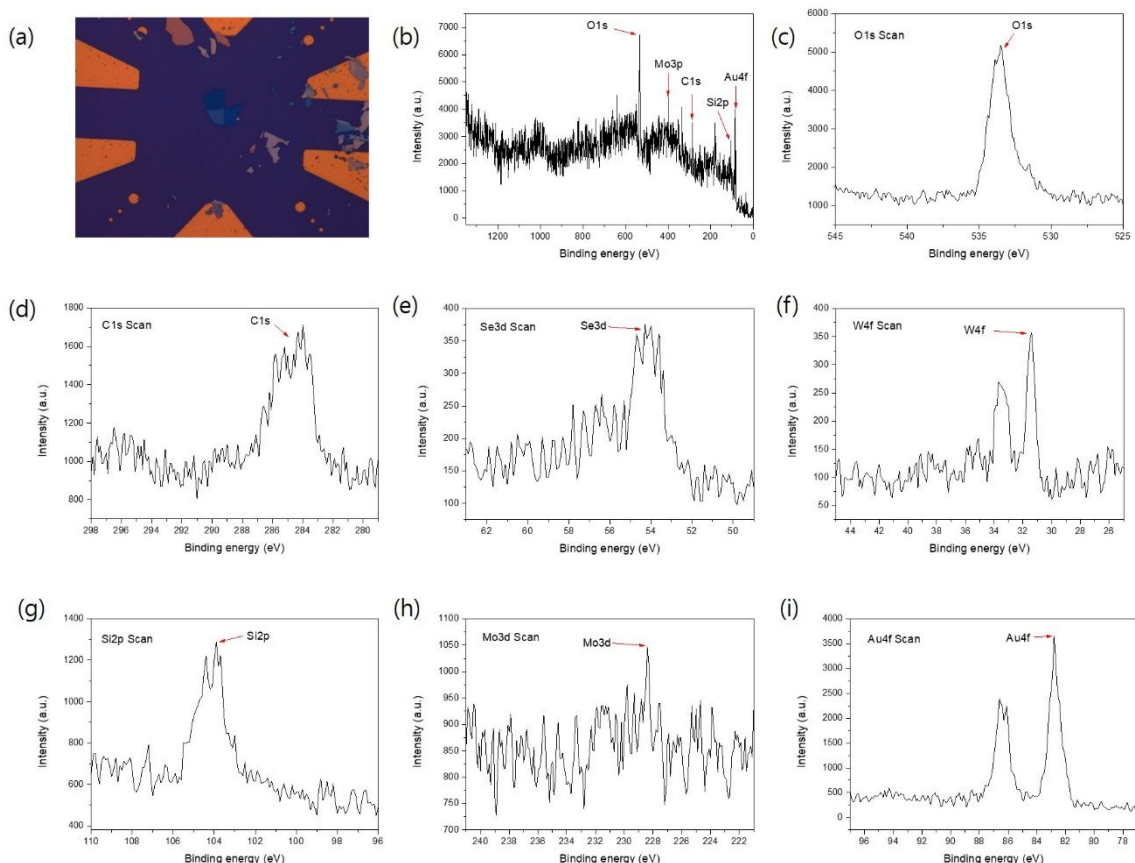 (a)
(b)
7000
6000
5000
4000
3000
2000
1000
0
Intensity (a.u.)
O1s
Mo3p
C1s
Au4f
Si2p
1200 1000 800 600 400 200 0
Binding energy (eV)
(c)
O1s Scan
O1s
6000
5000
4000
3000
2000
1000
Intensity (a.u.)
545 540 535 530 525
Binding energy (eV)
(d)
C1s Scan
C1s
1800
1600
1400
1200
1000
800
Intensity (a.u.)
298 296 294 292 290 288 286 284 282 280
Binding energy (eV)
(e)
Se3d Scan
Se3d
400
350
300
250
200
150
100
Intensity (a.u.)
62 60 58 56 54 52 50
Binding energy (eV)
(f)
W4f Scan
W4f
400
350
300
250
200
150
100
50
Intensity (a.u.)
44 42 40 38 36 34 32 30 28 26
Binding energy (eV)
(g)
Si2p Scan
Si2p
1400
1200
1000
800
600
400
Intensity (a.u.)
110 108 106 104 102 100 98 96
Binding energy (eV)
(h)
Mo3d Scan
Mo3d
1100
1050
1000
950
900
850
800
750
700
Intensity (a.u.)
240 238 236 234 232 230 228 226 224 222
Binding energy (eV)
(i)
Au4f Scan
Au4f
4000
3500
3000
2500
2000
1500
1000
500
0
Intensity (a.u.)
96 94 92 90 88 86 84 82 80 78
Binding energy (eV)